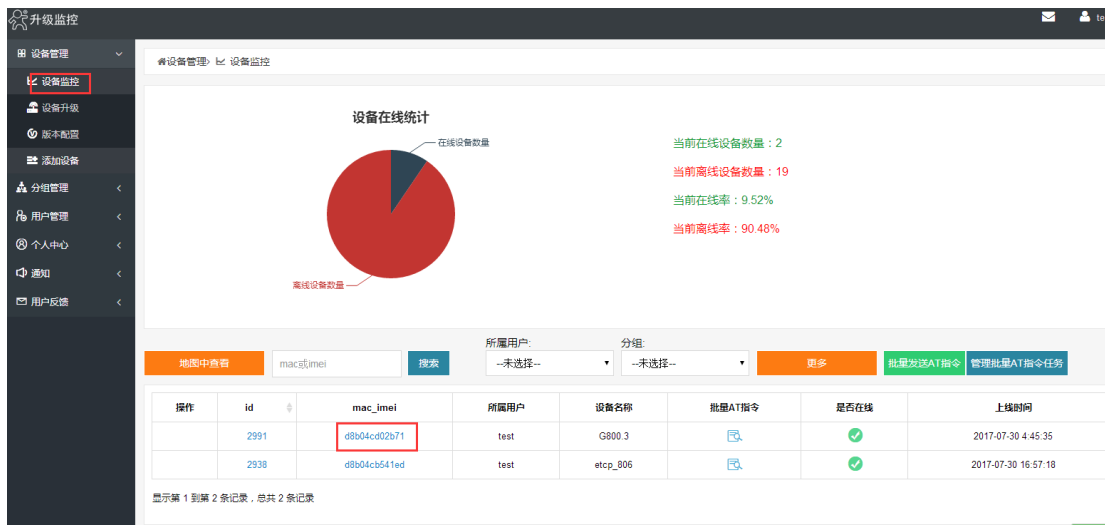 升级监控
te
设备管理
设备监控
设备升级
版本配置
添加设备
分组管理
用户管理
个人中心
通知
用户反馈
设备管理> 设备监控
设备在线统计
在线设备数量
离线设备数量
当前在线设备数量：2
当前离线设备数量：19
当前在线率：9.52%
当前离线率：90.48%
所属用户: 分组:
地图中查看 mac或imei 搜索 --未选择-- --未选择-- 更多 批量发送AT指令 管理批量AT指令任务
操作 id mac_imei 所属用户 设备名称 批量AT指令 是否在线 上线时间
2991 d8b04cd02b71 test G800.3 2017-07-30 4:45:35
2938 d8b04cb541ed test etcp_806 2017-07-30 16:57:18
显示第 1 到第 2 条记录，总共 2 条记录